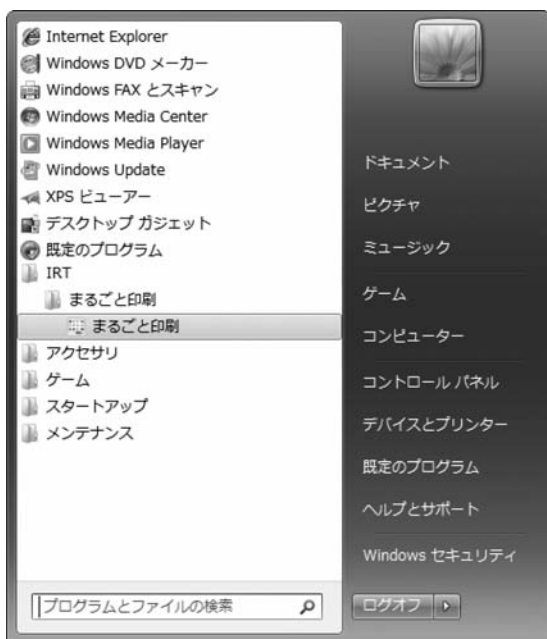 Internet Explorer
Windows DVD メーカー
Windows FAX とスキャン
Windows Media Center
Windows Media Player
Windows Update
XPS ビューアー
デスクトップ ガジェット
既定のプログラム
IRT
まるごと印刷
まるごと印刷
アクセサリ
ゲーム
スタートアップ
メンテナンス
プログラムとファイルの検索
ドキュメント
ピクチャ
ミュージック
ゲーム
コンピューター
コントロール パネル
デバイスとプリンター
既定のプログラム
ヘルプとサポート
Windows セキュリティ
ログオフ